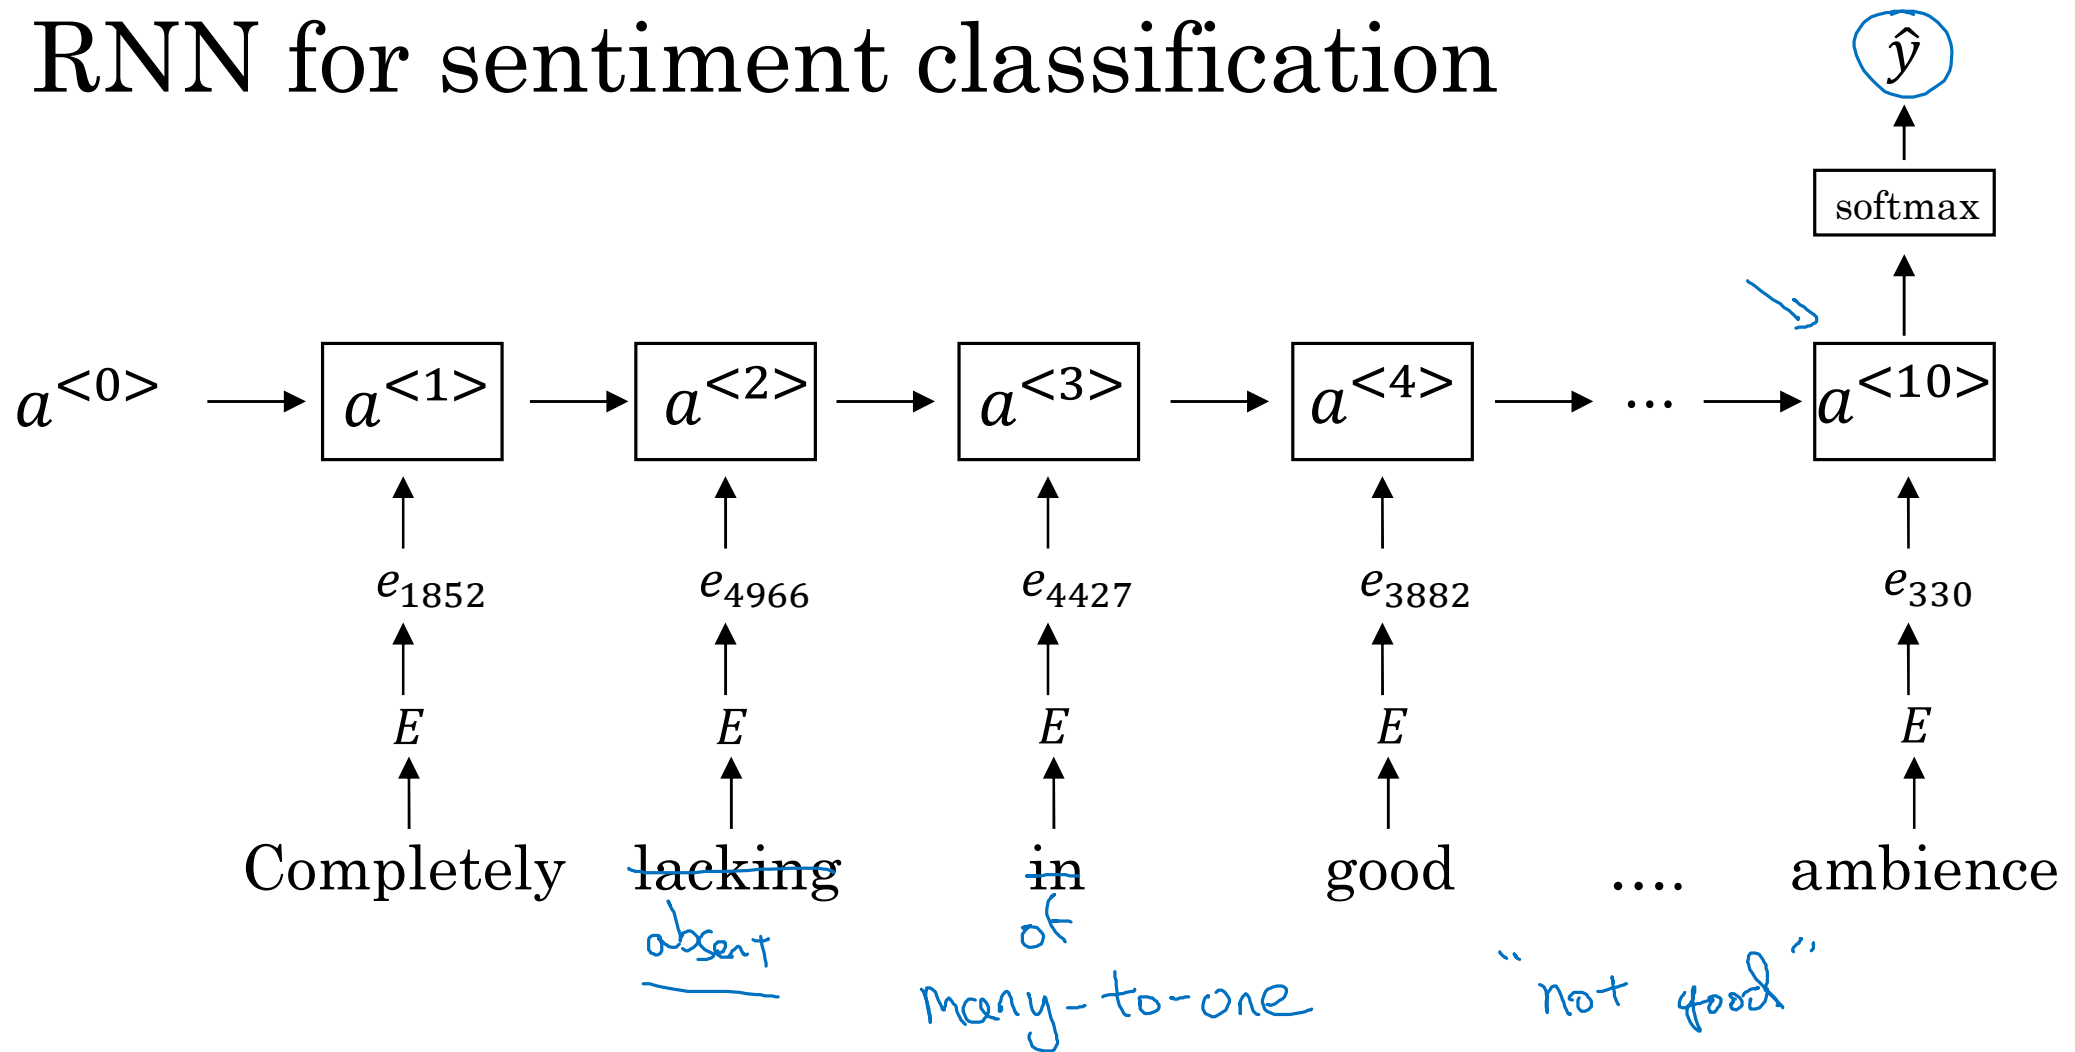 RNN for sentiment classification
ŷ
softmax
a<0> a<1> a<2> a<3> a<4> ... a<10>
e1852 e4966 e4427 e3882 e330
E E E E E
Completely lacking in good .... ambience
absent of
many-to-one "not good"